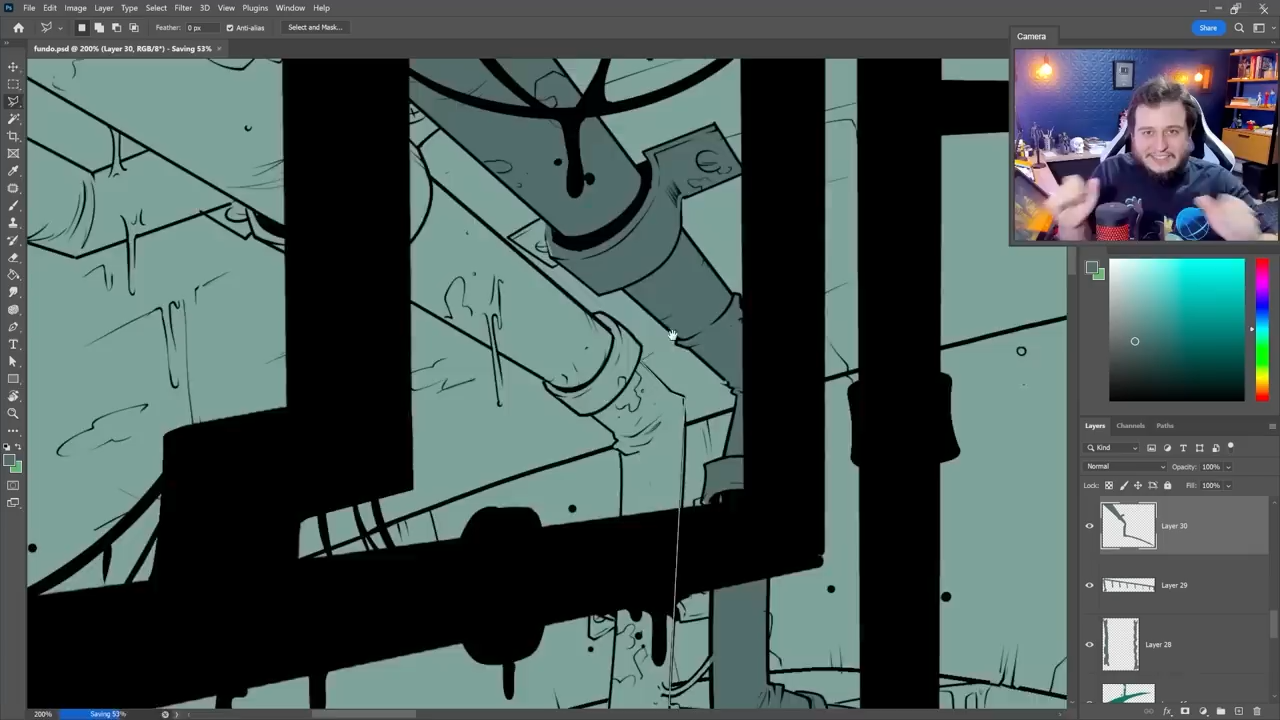 File Edit Image Layer Type Select Filter 3D View Plugins Window Help
Feather: 0 px Anti-alias Select and Mask... Share
fundo.psd @ 200% (Layer 30, RGB/8*) - Saving 53% ×
Camera
Layers Channels Paths
Kind
Normal Opacity: 100%
Lock: Fill: 100%
Layer 30
Layer 29
Layer 28
200% Saving 53%